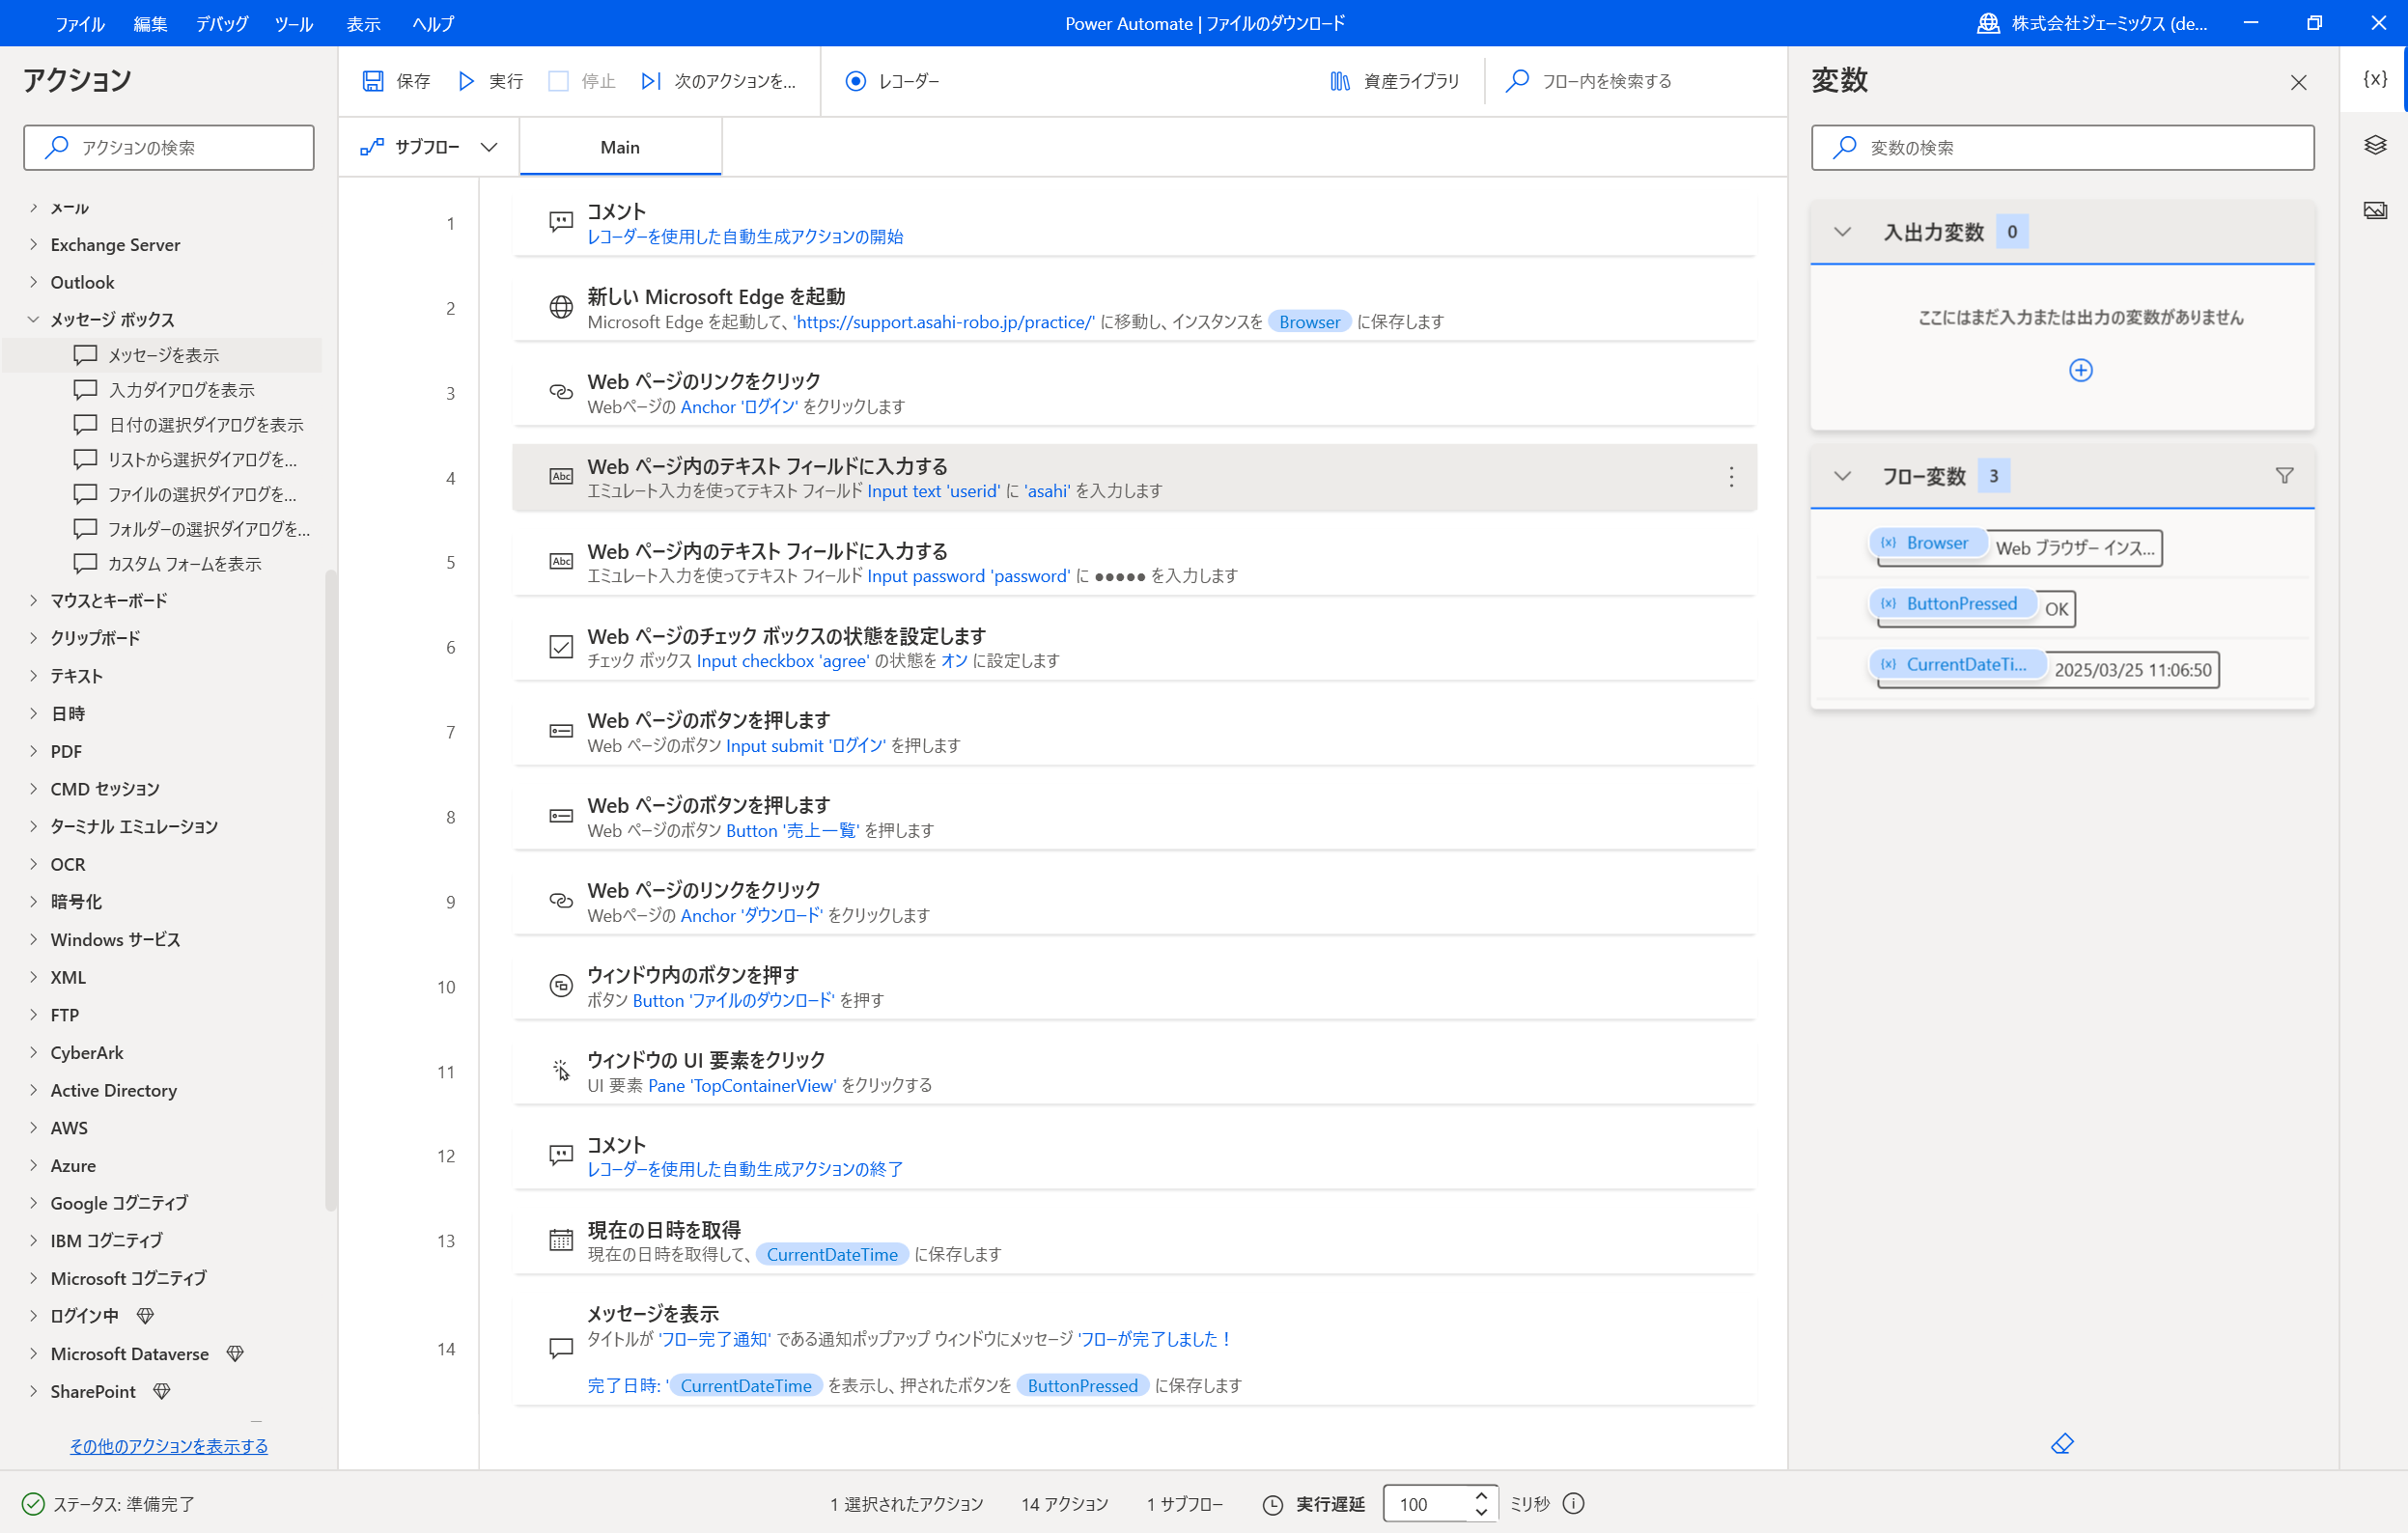 ファイル 編集 デバッグ ツール 表示 ヘルプ
Power Automate | ファイルのダウンロード
株式会社ジェーミックス (de...
アクション
アクションの検索
メール
Exchange Server
Outlook
メッセージ ボックス
メッセージを表示
入力ダイアログを表示
日付の選択ダイアログを表示
リストから選択ダイアログを...
ファイルの選択ダイアログを...
フォルダーの選択ダイアログを...
カスタム フォームを表示
マウスとキーボード
クリップボード
テキスト
日時
PDF
CMD セッション
ターミナル エミュレーション
OCR
暗号化
Windows サービス
XML
FTP
CyberArk
Active Directory
AWS
Azure
Google コグニティブ
IBM コグニティブ
Microsoft コグニティブ
ログイン中
Microsoft Dataverse
SharePoint
その他のアクションを表示する
保存 実行 停止 次のアクションを... レコーダー
資産ライブラリ フロー内を検索する
サブフロー Main
1 コメント
レコーダーを使用した自動生成アクションの開始
2 新しい Microsoft Edge を起動
Microsoft Edge を起動して、'https://support.asahi-robo.jp/practice/' に移動し、インスタンスを Browser に保存します
3 Web ページのリンクをクリック
Webページの Anchor 'ログイン' をクリックします
4 Web ページ内のテキスト フィールドに入力する
エミュレート入力を使ってテキスト フィールド Input text 'userid' に 'asahi' を入力します
5 Web ページ内のテキスト フィールドに入力する
エミュレート入力を使ってテキスト フィールド Input password 'password' に ●●●●● を入力します
6 Web ページのチェック ボックスの状態を設定します
チェック ボックス Input checkbox 'agree' の状態を オン に設定します
7 Web ページのボタンを押します
Web ページのボタン Input submit 'ログイン' を押します
8 Web ページのボタンを押します
Web ページのボタン Button '売上一覧' を押します
9 Web ページのリンクをクリック
Webページの Anchor 'ダウンロード' をクリックします
10 ウィンドウ内のボタンを押す
ボタン Button 'ファイルのダウンロード' を押す
11 ウィンドウの UI 要素をクリック
UI 要素 Pane 'TopContainerView' をクリックする
12 コメント
レコーダーを使用した自動生成アクションの終了
13 現在の日時を取得
現在の日時を取得して、 CurrentDateTime に保存します
14 メッセージを表示
タイトルが 'フロー完了通知' である通知ポップアップ ウィンドウにメッセージ 'フローが完了しました！
完了日時: ' CurrentDateTime を表示し、押されたボタンを ButtonPressed に保存します
変数
変数の検索
入出力変数 0
ここにはまだ入力または出力の変数がありません
フロー変数 3
{x} Browser Web ブラウザー インス...
{x} ButtonPressed OK
{x} CurrentDateTi... 2025/03/25 11:06:50
{x}
ステータス: 準備完了
1 選択されたアクション 14 アクション 1 サブフロー 実行遅延 100 ミリ秒